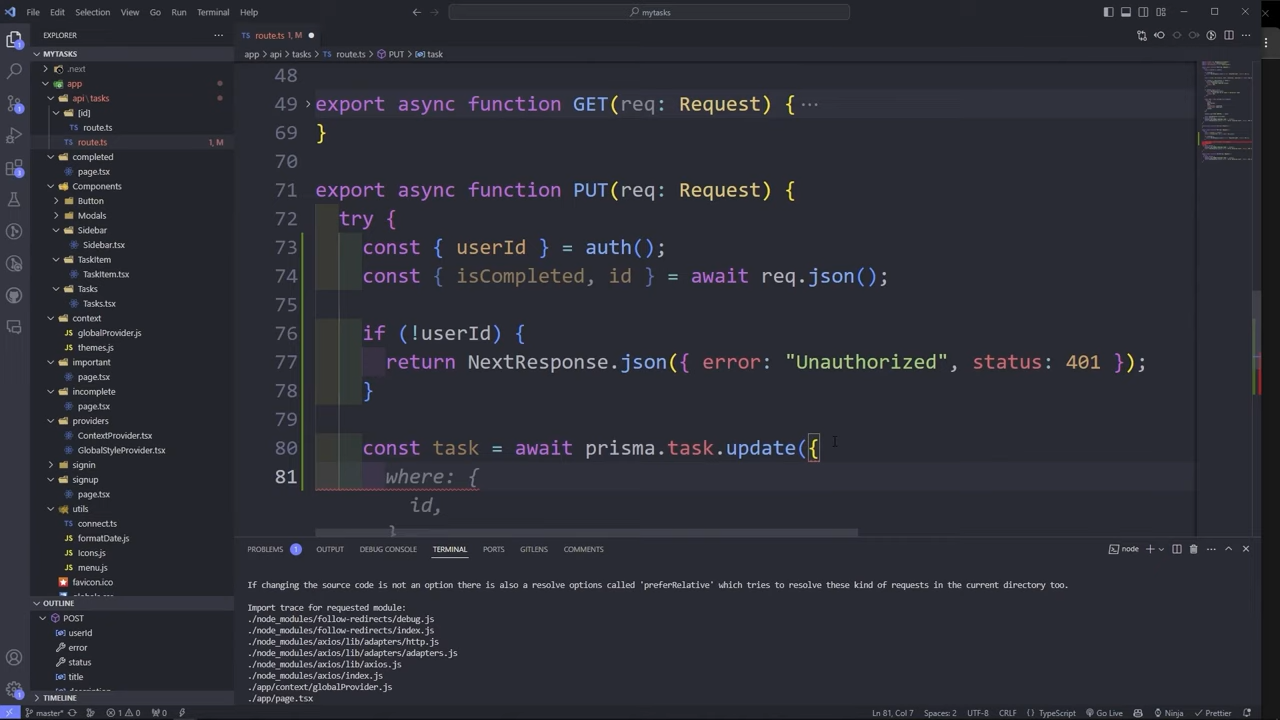 File Edit Selection View Go Run Terminal Help
mytasks
EXPLORER
MYTASKS
.next
app
api\tasks
[id]
route.ts
route.ts 1, M
completed
page.tsx
Components
Button
Modals
Sidebar
Sidebar.tsx
TaskItem
TaskItem.tsx
Tasks
Tasks.tsx
context
globalProvider.js
themes.js
important
page.tsx
incomplete
page.tsx
providers
ContextProvider.tsx
GlobalStyleProvider.tsx
signin
signup
page.tsx
utils
connect.ts
formatDate.js
Icons.js
menu.js
favicon.ico
OUTLINE
POST
userId
error
status
title
TIMELINE
route.ts 1, M
app > api > tasks > route.ts > PUT > task
48
49 export async function GET(req: Request) { ···
69 }
70
71 export async function PUT(req: Request) {
72 try {
73 const { userId } = auth();
74 const { isCompleted, id } = await req.json();
75
76 if (!userId) {
77 return NextResponse.json({ error: "Unauthorized", status: 401 });
78 }
79
80 const task = await prisma.task.update({
81 where: {
id,
}
PROBLEMS 1 OUTPUT DEBUG CONSOLE TERMINAL PORTS GITLENS COMMENTS
node
If changing the source code is not an option there is also a resolve options called 'preferRelative' which tries to resolve these kind of requests in the current directory too.
Import trace for requested module:
./node_modules/follow-redirects/debug.js
./node_modules/follow-redirects/index.js
./node_modules/axios/lib/adapters/http.js
./node_modules/axios/lib/adapters/adapters.js
./node_modules/axios/lib/axios.js
./node_modules/axios/index.js
./app/context/globalProvider.js
./app/page.tsx
master* 1 0 0 Ln 81, Col 7 Spaces: 2 UTF-8 CRLF TypeScript Go Live Ninja Prettier